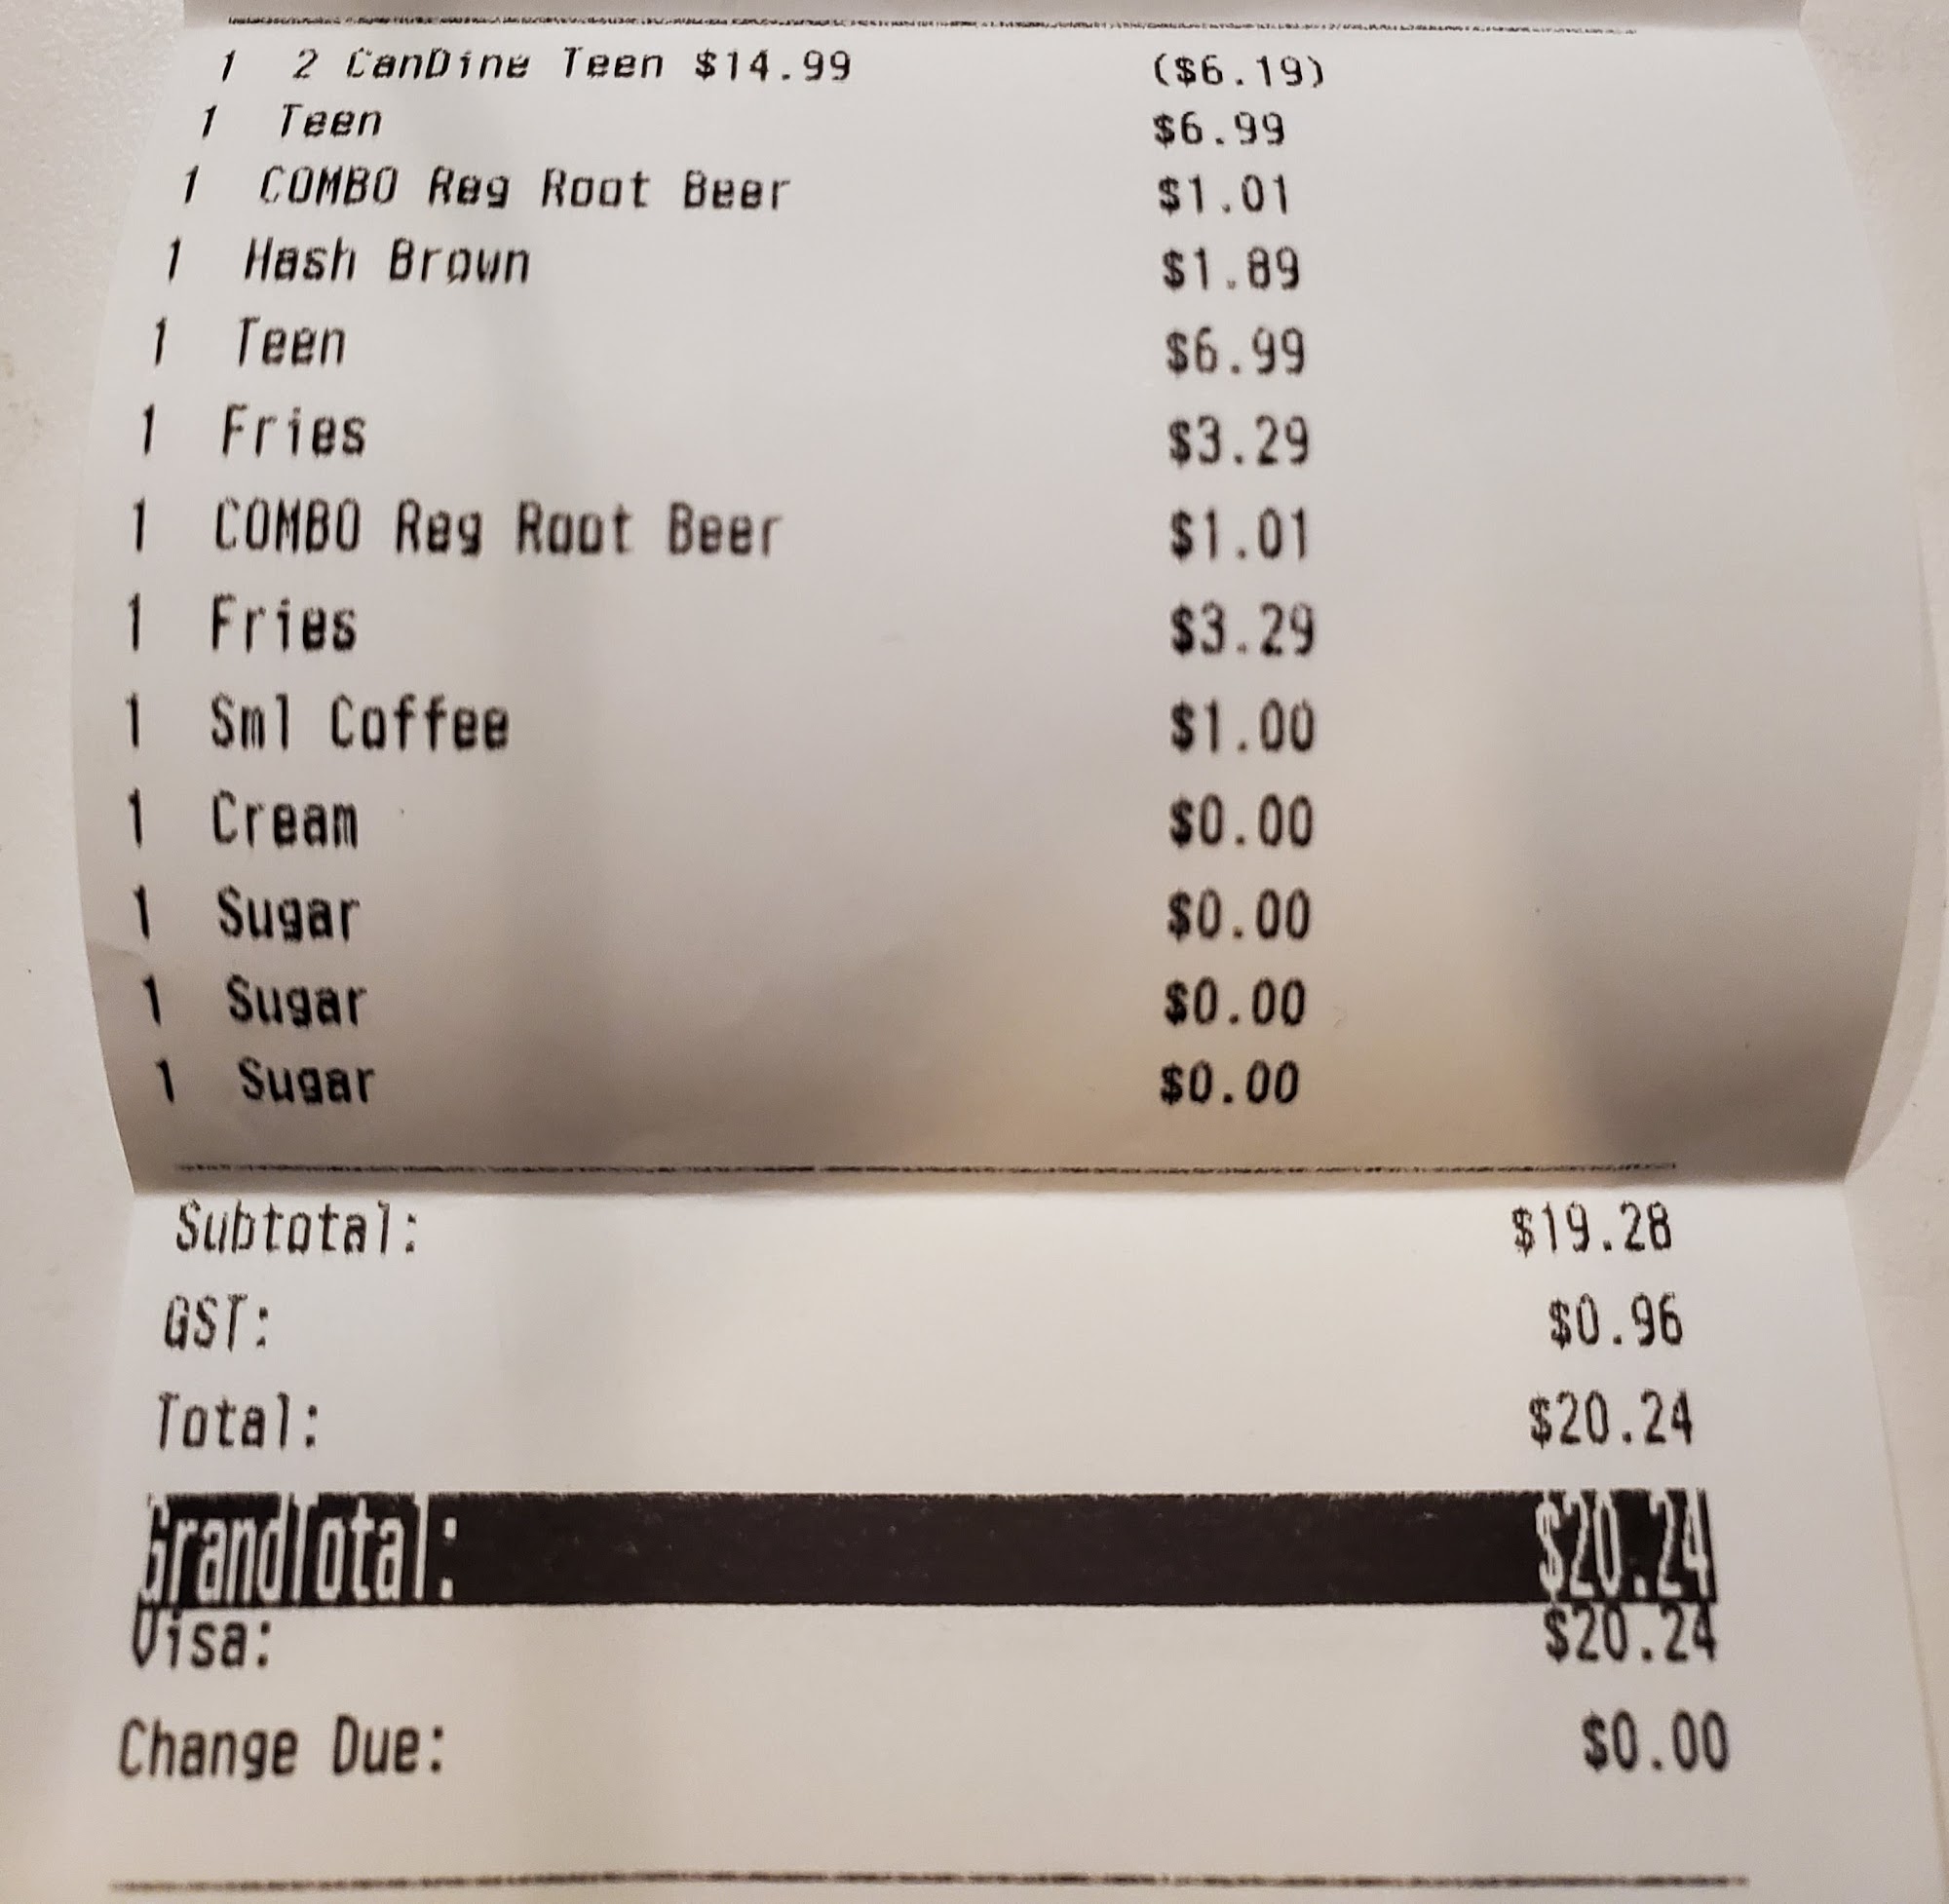 1 2 CanDine Teen $14.99 ($6.19)
1 Teen $6.99
1 COMBO Reg Root Beer $1.01
1 Hash Brown $1.89
1 Teen $6.99
1 Fries $3.29
1 COMBO Reg Root Beer $1.01
1 Fries $3.29
1 Sml Coffee $1.00
1 Cream $0.00
1 Sugar $0.00
1 Sugar $0.00
1 Sugar $0.00
Subtotal: $19.28
GST: $0.96
Total: $20.24
GrandTotal: $20.24
Visa: $20.24
Change Due: $0.00